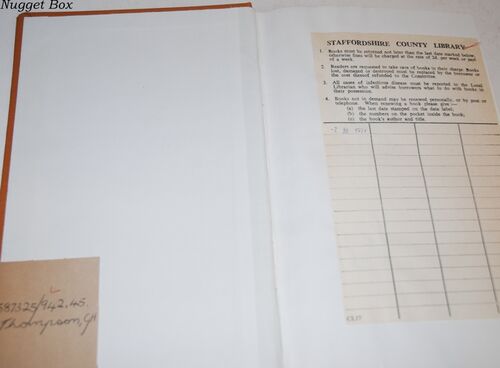 Nugget Box
STAFFORDSHIRE COUNTY LIBRARY
1. Books must be returned not later than the last date marked below,
otherwise fines will be charged at the rate of 2d. per week or part
of a week.
2. Readers are requested to take care of books in their charge. Books
lost, damaged or destroyed must be replaced by the borrower or
the cost thereof refunded to the Committee.
3. All cases of infectious disease must be reported to the Local
Librarian who will advise borrowers what to do with books in
their possession.
4. Books not in demand may be renewed personally, or by post or
telephone. When renewing a book please give:—
(a) the last date stamped on the date label;
(b) the numbers on the pocket inside the book;
(c) the book's author and title.
587325/942.45.
Thompson, GH